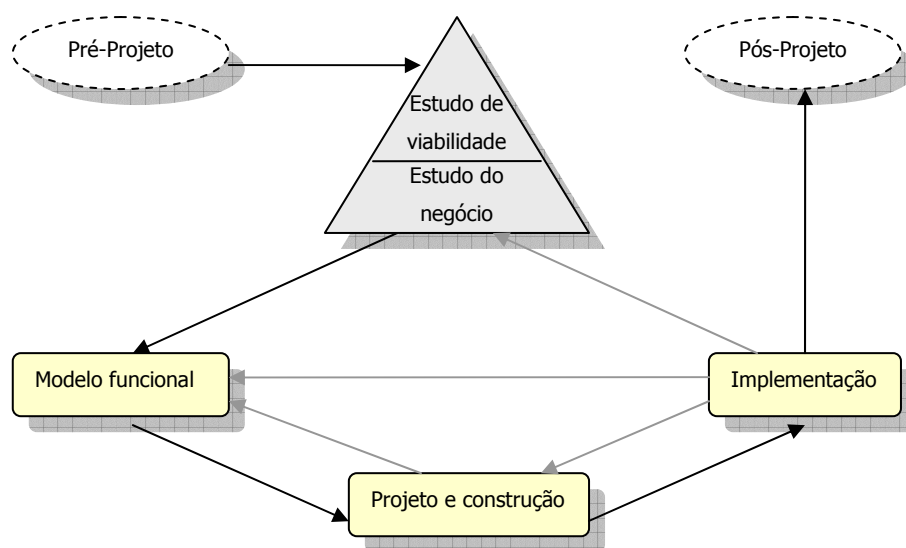 Pré-Projeto
Pós-Projeto
Estudo de
viabilidade
Estudo do
negócio
Modelo funcional
Implementação
Projeto e construção